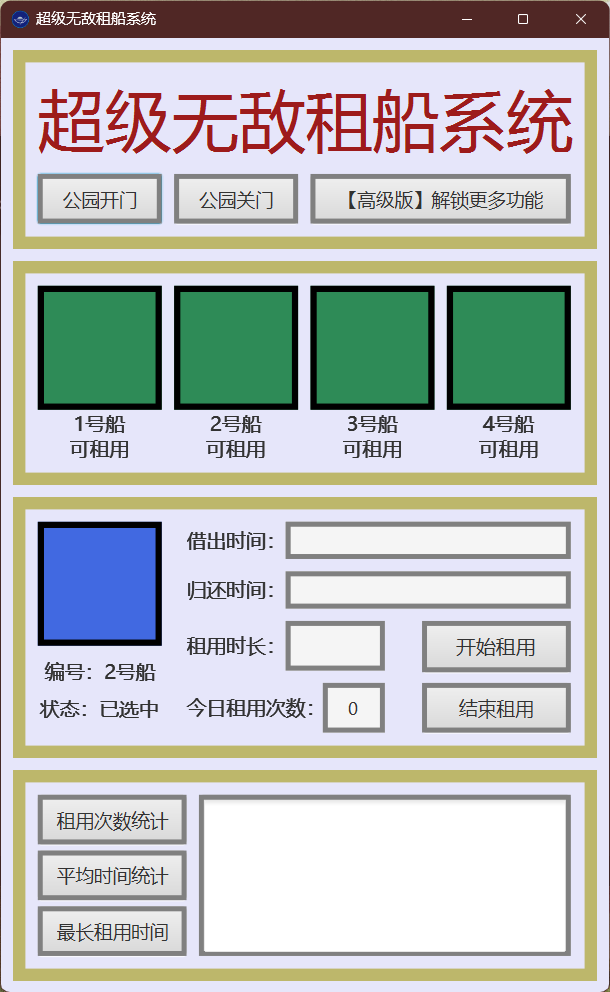 超级无敌租船系统
超级无敌租船系统
公园开门 公园关门 【高级版】解锁更多功能
1号船 2号船 3号船 4号船
可租用 可租用 可租用 可租用
借出时间：
归还时间：
租用时长： 开始租用
编号：2号船
状态：已选中 今日租用次数： 0 结束租用
租用次数统计
平均时间统计
最长租用时间